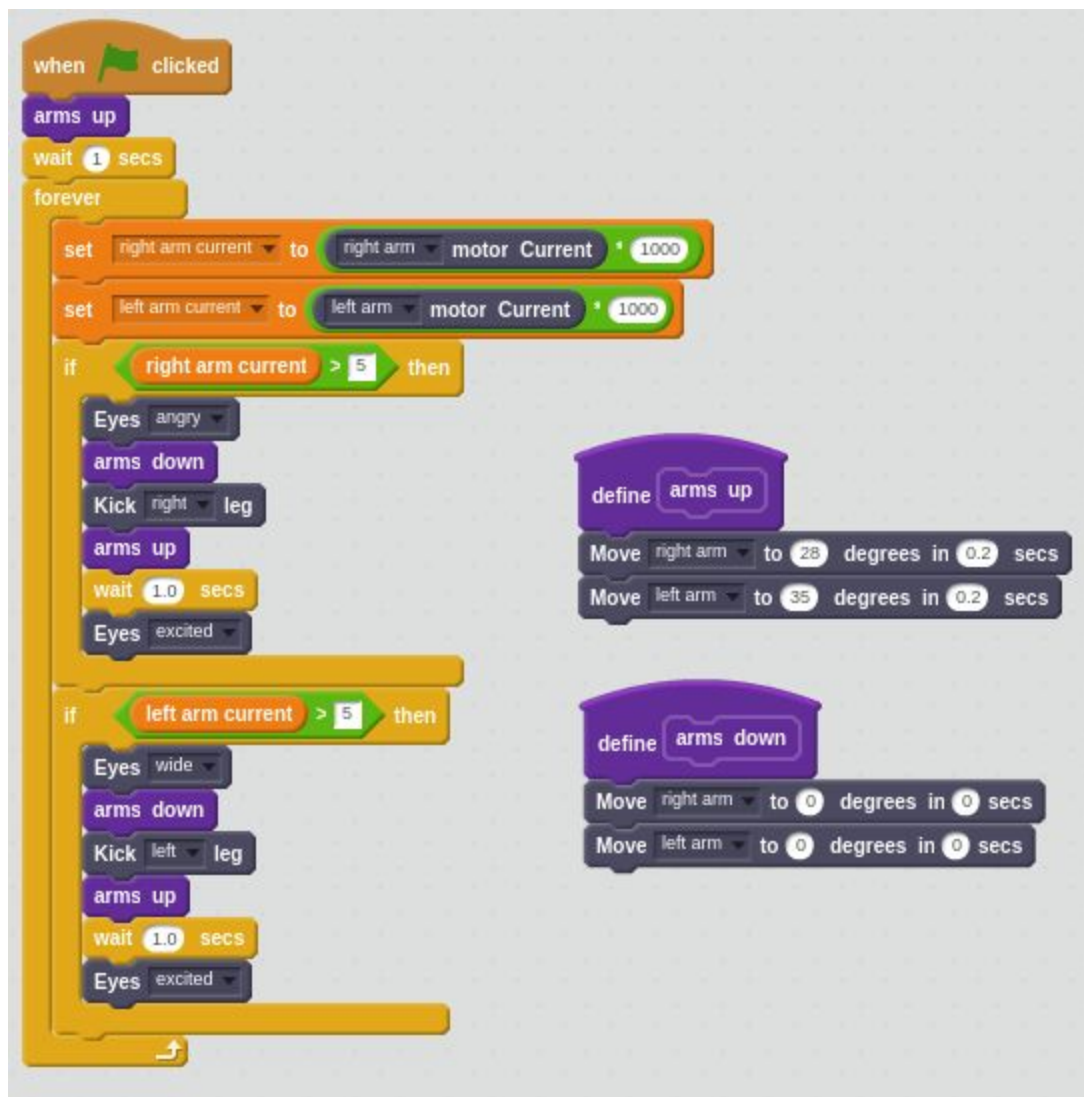 when clicked
arms up
wait 1 secs
forever
set right arm current to right arm motor Current * 1000
set left arm current to left arm motor Current * 1000
if right arm current > 5 then
Eyes angry
arms down
Kick right leg
arms up
wait 1.0 secs
Eyes excited
if left arm current > 5 then
Eyes wide
arms down
Kick left leg
arms up
wait 1.0 secs
Eyes excited
define arms up
Move right arm to 28 degrees in 0.2 secs
Move left arm to 35 degrees in 0.2 secs
define arms down
Move right arm to 0 degrees in 0 secs
Move left arm to 0 degrees in 0 secs